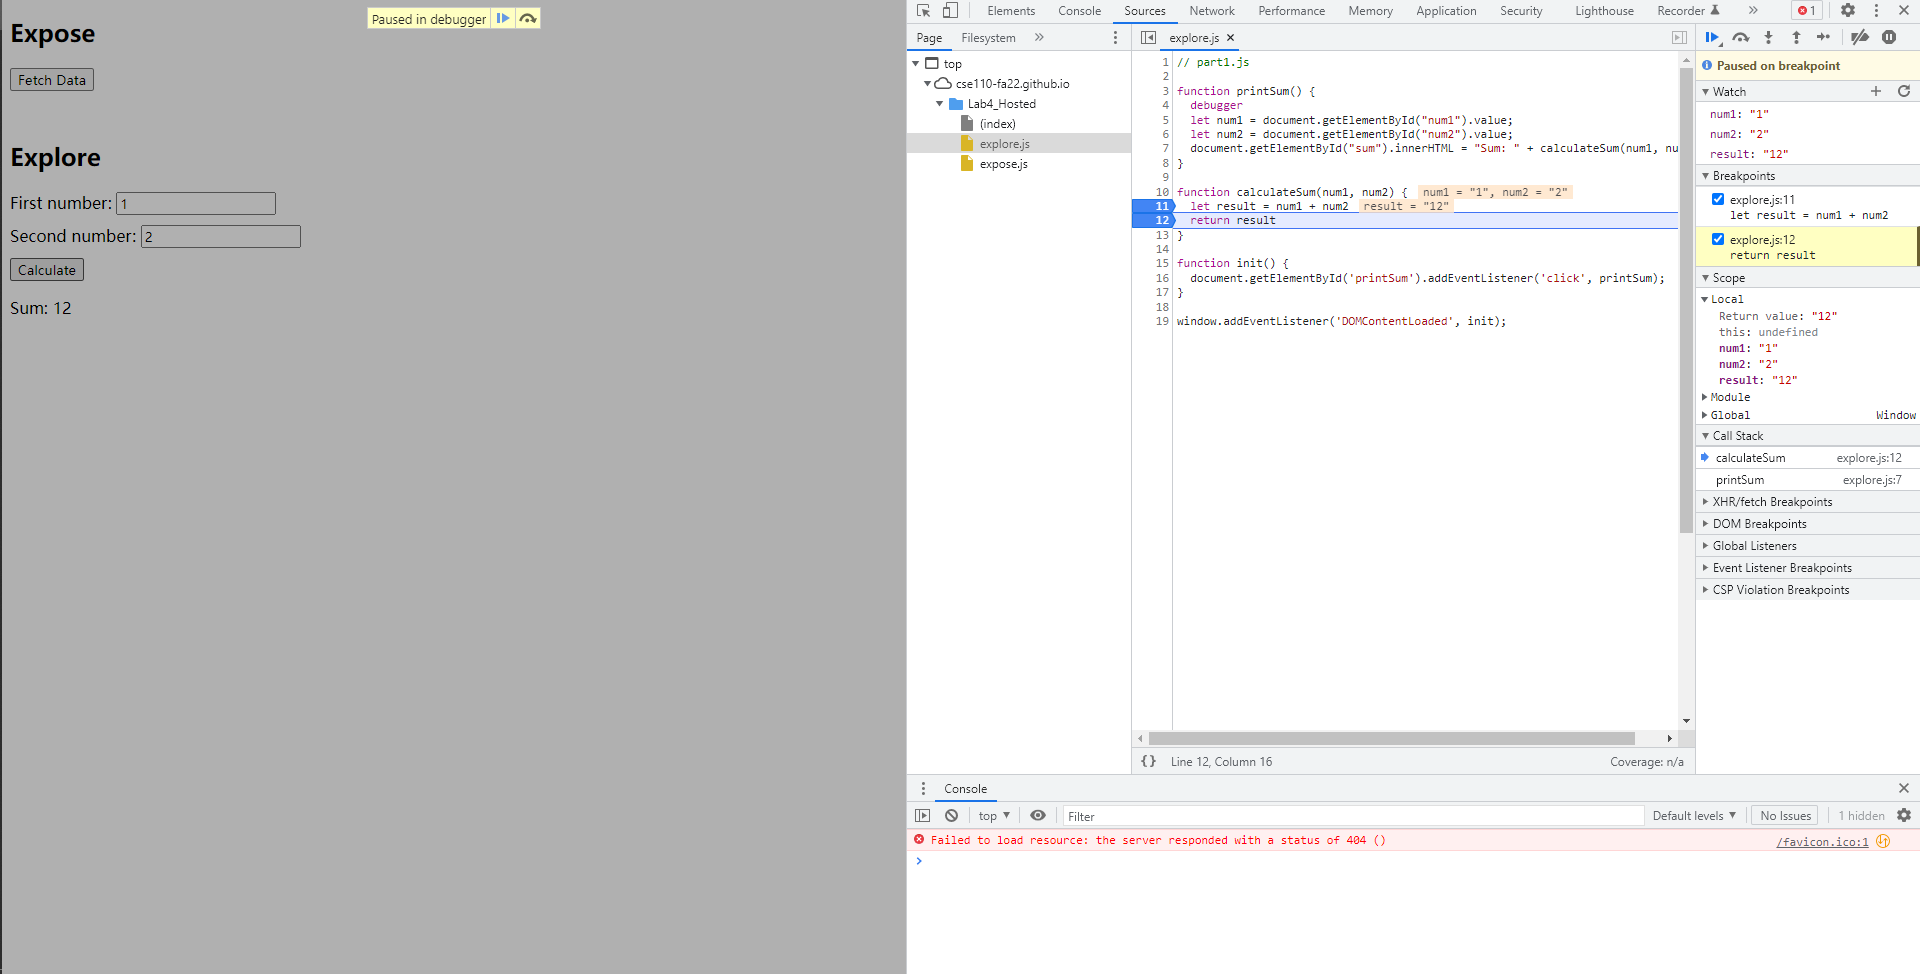 Paused in debugger
Expose
Fetch Data
Explore
First number: 1
Second number: 2
Calculate
Sum: 12
Elements Console Sources Network Performance Memory Application Security Lighthouse Recorder 1
Page Filesystem
top
cse110-fa22.github.io
Lab4_Hosted
(index)
explore.js
expose.js
explore.js
1 // part1.js
2
3 function printSum() {
4 debugger
5 let num1 = document.getElementById("num1").value;
6 let num2 = document.getElementById("num2").value;
7 document.getElementById("sum").innerHTML = "Sum: " + calculateSum(num1, nu
8 }
9
10 function calculateSum(num1, num2) { num1 = "1", num2 = "2"
11 let result = num1 + num2 result = "12"
12 return result
13 }
14
15 function init() {
16 document.getElementById('printSum').addEventListener('click', printSum);
17 }
18
19 window.addEventListener('DOMContentLoaded', init);
{} Line 12, Column 16 Coverage: n/a
Paused on breakpoint
Watch
num1: "1"
num2: "2"
result: "12"
Breakpoints
explore.js:11
let result = num1 + num2
explore.js:12
return result
Scope
Local
Return value: "12"
this: undefined
num1: "1"
num2: "2"
result: "12"
Module
Global Window
Call Stack
calculateSum explore.js:12
printSum explore.js:7
XHR/fetch Breakpoints
DOM Breakpoints
Global Listeners
Event Listener Breakpoints
CSP Violation Breakpoints
Console
top Filter Default levels No Issues 1 hidden
Failed to load resource: the server responded with a status of 404 () /favicon.ico:1